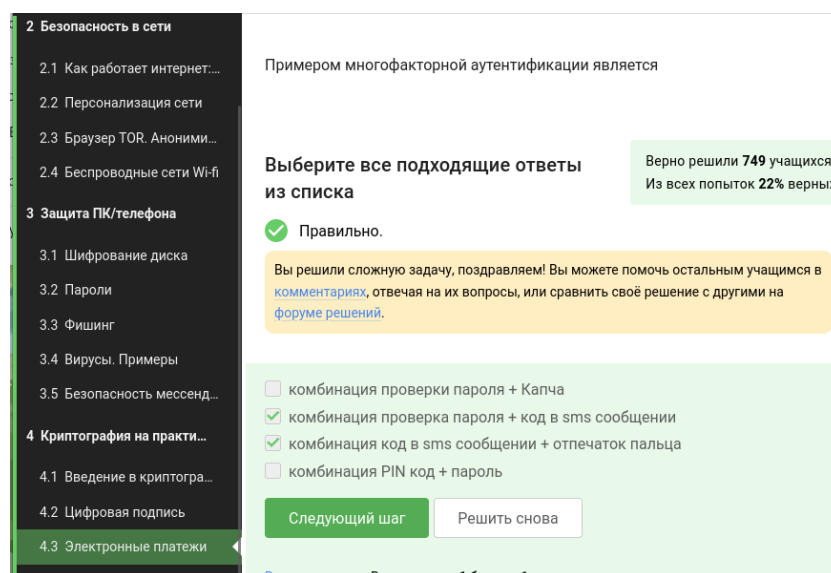 2 Безопасность в сети
2.1 Как работает интернет:...
2.2 Персонализация сети
2.3 Браузер TOR. Аноними...
2.4 Беспроводные сети Wi-fi
3 Защита ПК/телефона
3.1 Шифрование диска
3.2 Пароли
3.3 Фишинг
3.4 Вирусы. Примеры
3.5 Безопасность мессенд...
4 Криптография на практи...
4.1 Введение в криптогра...
4.2 Цифровая подпись
4.3 Электронные платежи
Примером многофакторной аутентификации является
Выберите все подходящие ответы
из списка
Верно решили 749 учащихся
Из всех попыток 22% верны
Правильно.
Вы решили сложную задачу, поздравляем! Вы можете помочь остальным учащимся в
комментариях, отвечая на их вопросы, или сравнить своё решение с другими на
форуме решений.
комбинация проверки пароля + Капча
комбинация проверка пароля + код в sms сообщении
комбинация код в sms сообщении + отпечаток пальца
комбинация PIN код + пароль
Следующий шаг
Решить снова